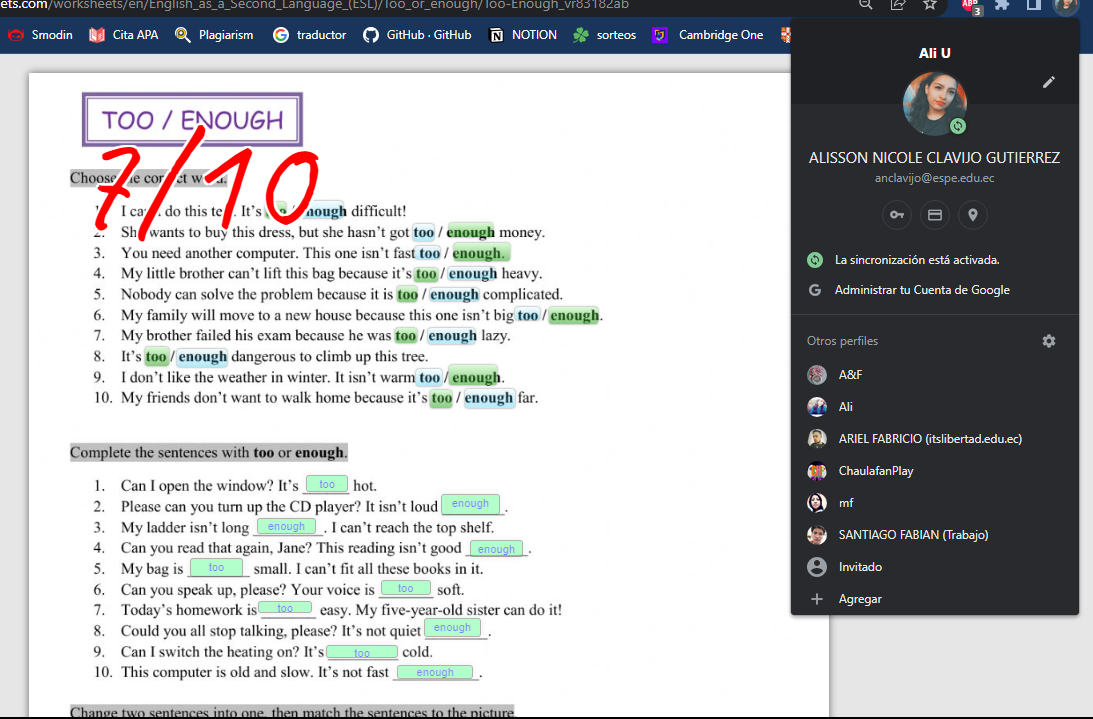 ets.com/worksheets/en/English_as_a_Second_Language_(ESL)/Too_or_enough/Too-Enough_vr83182ab
3
Smodin
Cita APA
Plagiarism
traductor
GitHub · GitHub
NOTION
sorteos
Cambridge One
TOO / ENOUGH
7/10
Choose the correct word.
1. I can't do this test. It's too / enough difficult!
2. She wants to buy this dress, but she hasn't got too / enough money.
3. You need another computer. This one isn't fast too / enough.
4. My little brother can't lift this bag because it's too / enough heavy.
5. Nobody can solve the problem because it is too / enough complicated.
6. My family will move to a new house because this one isn't big too / enough.
7. My brother failed his exam because he was too / enough lazy.
8. It's too / enough dangerous to climb up this tree.
9. I don't like the weather in winter. It isn't warm too / enough.
10. My friends don't want to walk home because it's too / enough far.
Complete the sentences with too or enough.
1. Can I open the window? It's too hot.
2. Please can you turn up the CD player? It isn't loud enough.
3. My ladder isn't long enough. I can't reach the top shelf.
4. Can you read that again, Jane? This reading isn't good enough.
5. My bag is too small. I can't fit all these books in it.
6. Can you speak up, please? Your voice is too soft.
7. Today's homework is too easy. My five-year-old sister can do it!
8. Could you all stop talking, please? It's not quiet enough.
9. Can I switch the heating on? It's too cold.
10. This computer is old and slow. It's not fast enough.
Change two sentences into one, then match the sentences to the picture
Ali U
ALISSON NICOLE CLAVIJO GUTIERREZ
anclavijo@espe.edu.ec
La sincronización está activada.
Administrar tu Cuenta de Google
Otros perfiles
A&F
Ali
ARIEL FABRICIO (itslibertad.edu.ec)
ChaulafanPlay
mf
SANTIAGO FABIAN (Trabajo)
Invitado
Agregar